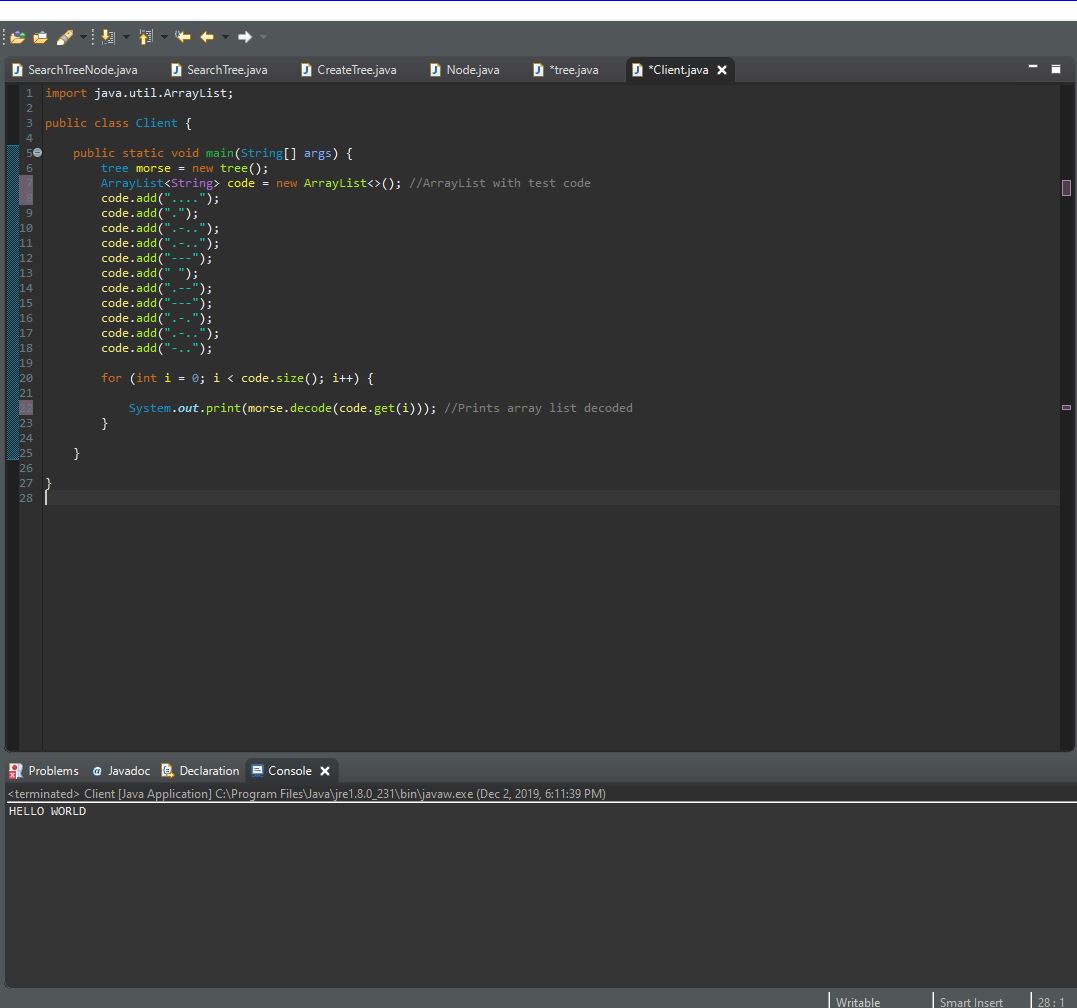 SearchTreeNode.java SearchTree.java CreateTree.java Node.java *tree.java *Client.java
1 import java.util.ArrayList;
2
3 public class Client {
4
5 public static void main(String[] args) {
6 tree morse = new tree();
7 ArrayList<String> code = new ArrayList<>(); //ArrayList with test code
8 code.add("....");
9 code.add(".");
10 code.add(".-..");
11 code.add(".-..");
12 code.add("---");
13 code.add(" ");
14 code.add(".--");
15 code.add("---");
16 code.add(".-.");
17 code.add(".-..");
18 code.add("-..");
19
20 for (int i = 0; i < code.size(); i++) {
21
22 System.out.print(morse.decode(code.get(i))); //Prints array list decoded
23 }
24
25 }
26
27 }
28
Problems @ Javadoc Declaration Console
<terminated> Client [Java Application] C:\Program Files\Java\jre1.8.0_231\bin\javaw.exe (Dec 2, 2019, 6:11:39 PM)
HELLO WORLD
Writable Smart Insert 28 : 1